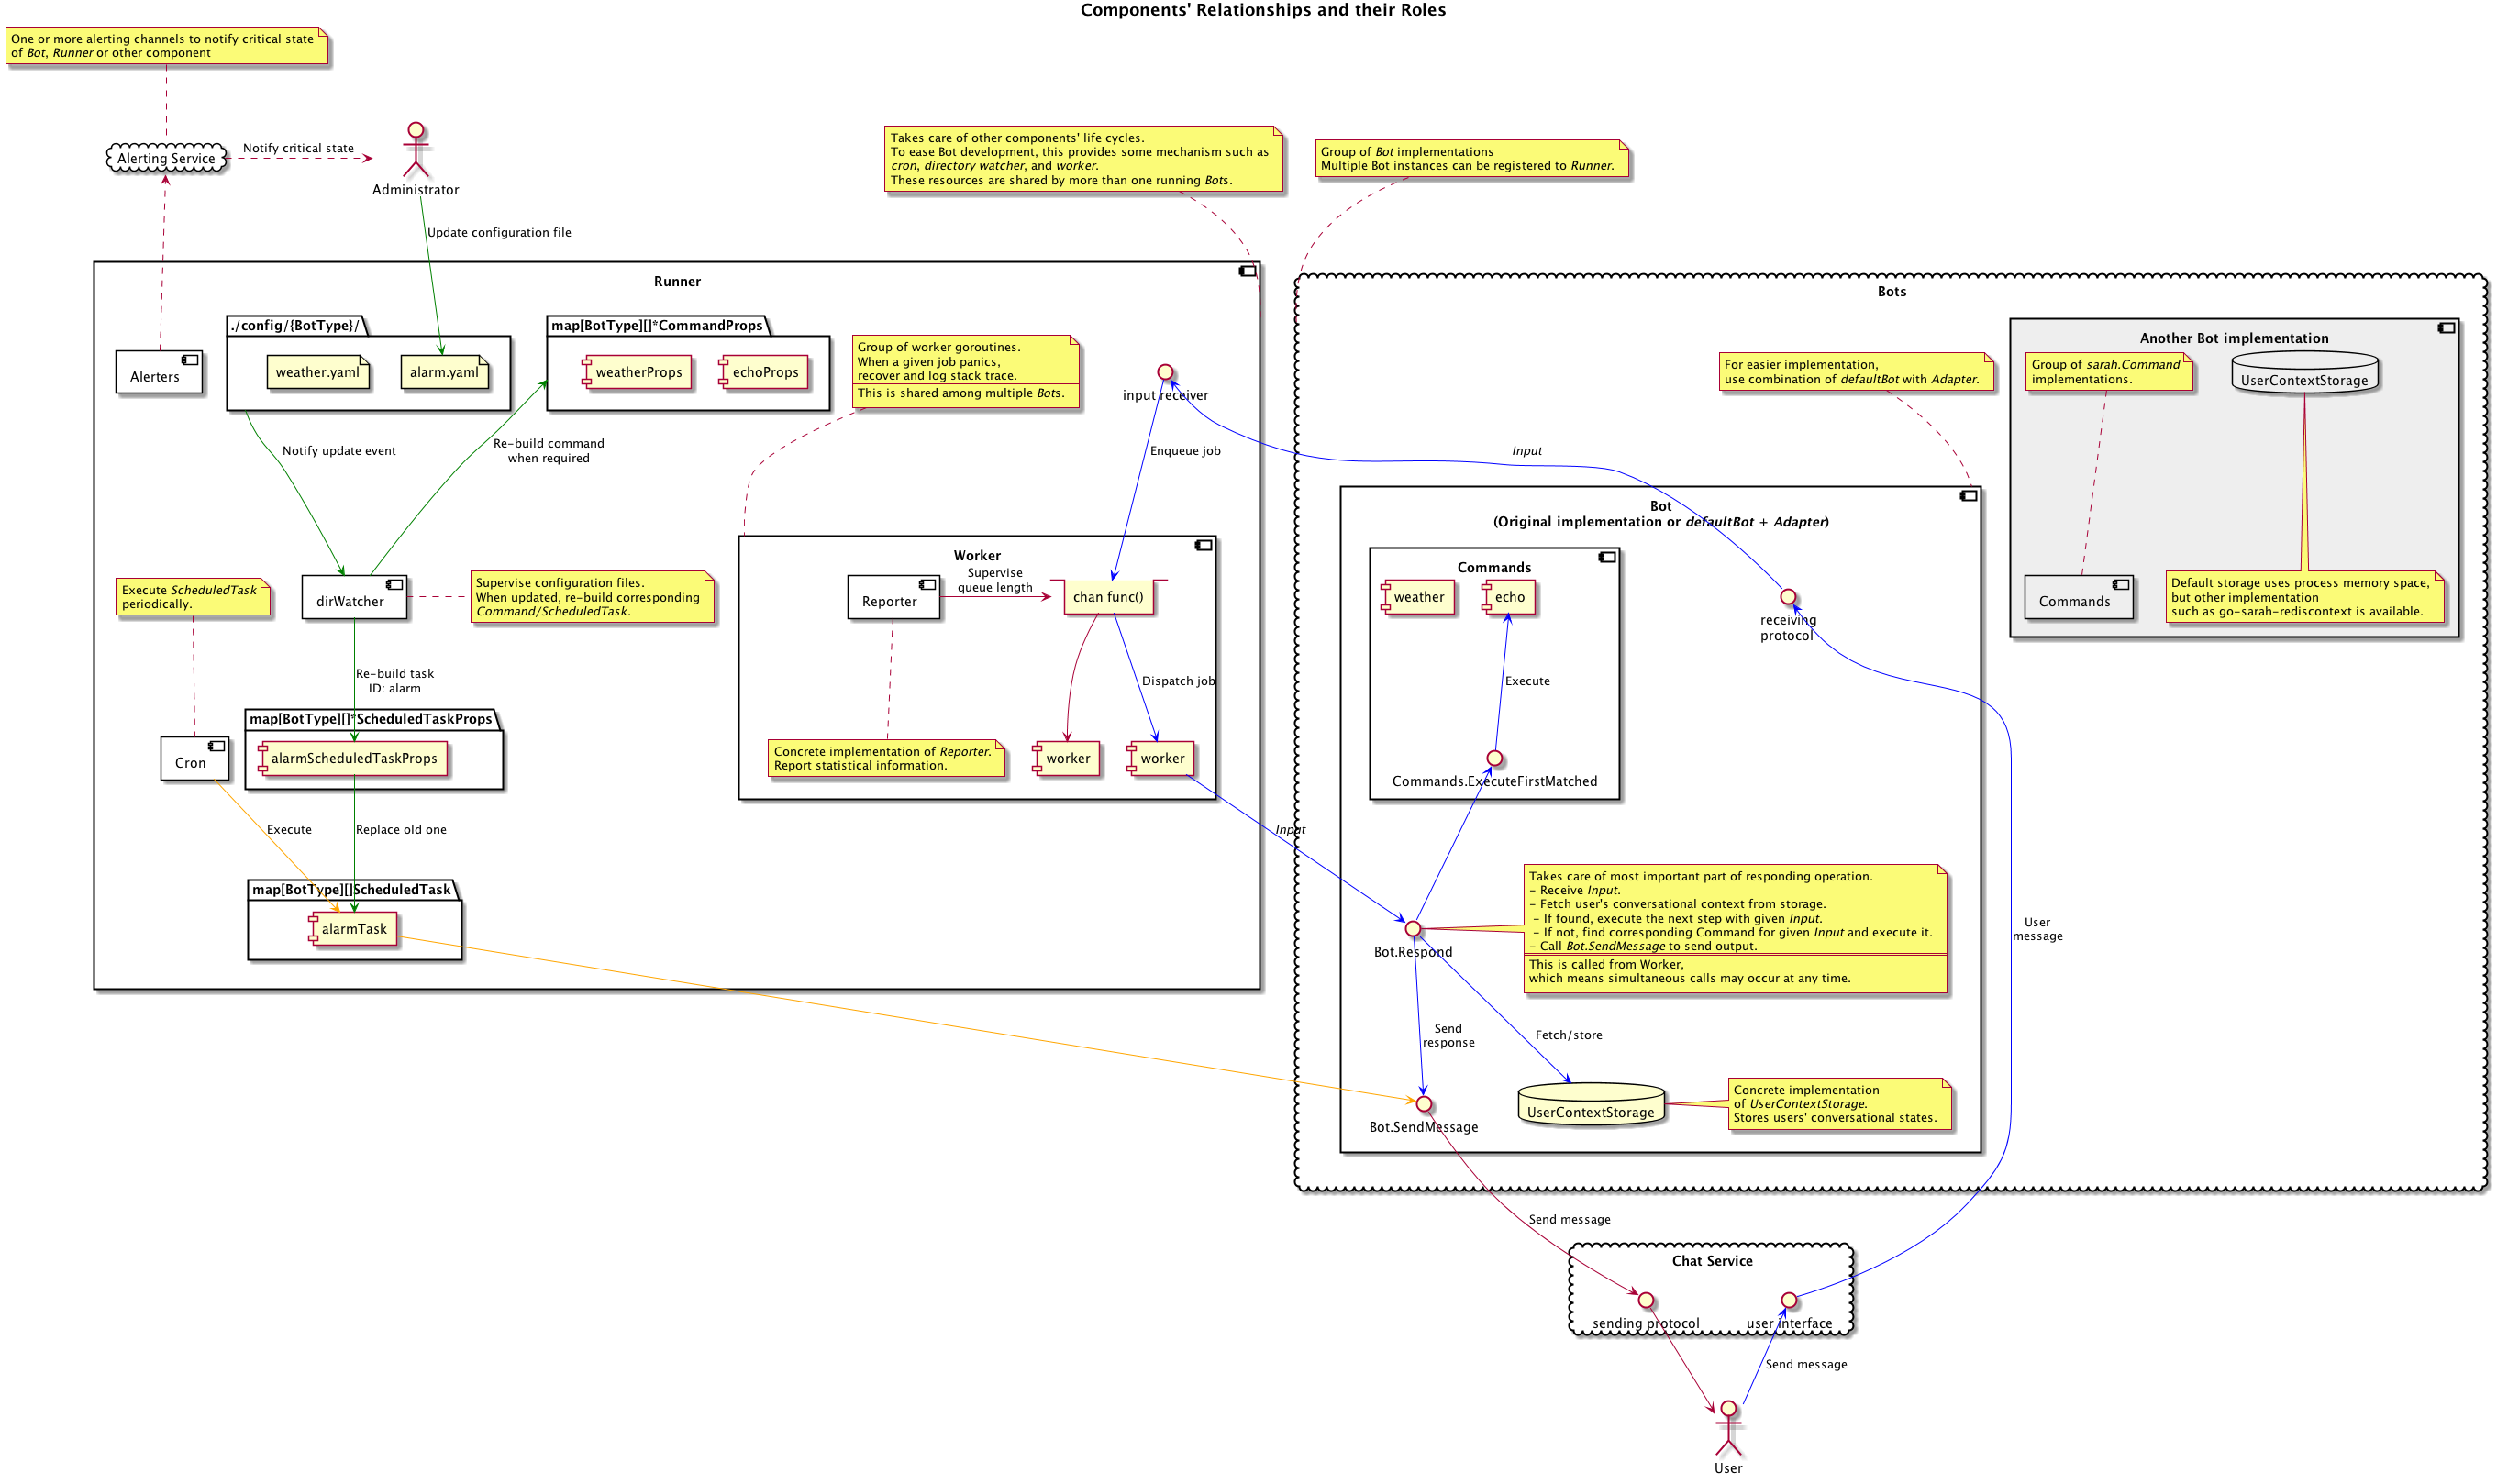 Components' Relationships and their Roles
One or more alerting channels to notify critical state
of Bot, Runner or other component
Alerting Service
Notify critical state
Administrator
Takes care of other components' life cycles.
To ease Bot development, this provides some mechanism such as
cron, directory watcher, and worker.
These resources are shared by more than one running Bots.
Group of Bot implementations
Multiple Bot instances can be registered to Runner.
Update configuration file
Runner
Alerters
./config/{BotType}/
weather.yaml
alarm.yaml
map[BotType][]*CommandProps
weatherProps
echoProps
Group of worker goroutines.
When a given job panics,
recover and log stack trace.
This is shared among multiple Bots.
input receiver
Notify update event
Re-build command
when required
Enqueue job
Input
Worker
Reporter
Supervise
queue length
chan func()
Execute ScheduledTask
periodically.
dirWatcher
Supervise configuration files.
When updated, re-build corresponding
Command/ScheduledTask.
Re-build task
ID: alarm
Dispatch job
map[BotType][]*ScheduledTaskProps
Cron
alarmScheduledTaskProps
Concrete implementation of Reporter.
Report statistical information.
worker
worker
Execute
Replace old one
Input
map[BotType][]ScheduledTask
alarmTask
Bots
Another Bot implementation
For easier implementation,
use combination of defaultBot with Adapter.
Group of sarah.Command
implementations.
UserContextStorage
Bot
(Original implementation or defaultBot + Adapter)
Commands
weather
echo
receiving
protocol
Commands
Default storage uses process memory space,
but other implementation
such as go-sarah-rediscontext is available.
Execute
Commands.ExecuteFirstMatched
Takes care of most important part of responding operation.
- Receive Input.
- Fetch user's conversational context from storage.
- If found, execute the next step with given Input.
- If not, find corresponding Command for given Input and execute it.
- Call Bot.SendMessage to send output.
This is called from Worker,
which means simultaneous calls may occur at any time.
Bot.Respond
User
message
Send
response
Fetch/store
Bot.SendMessage
UserContextStorage
Concrete implementation
of UserContextStorage.
Stores users' conversational states.
Send message
Chat Service
sending protocol
user interface
Send message
User